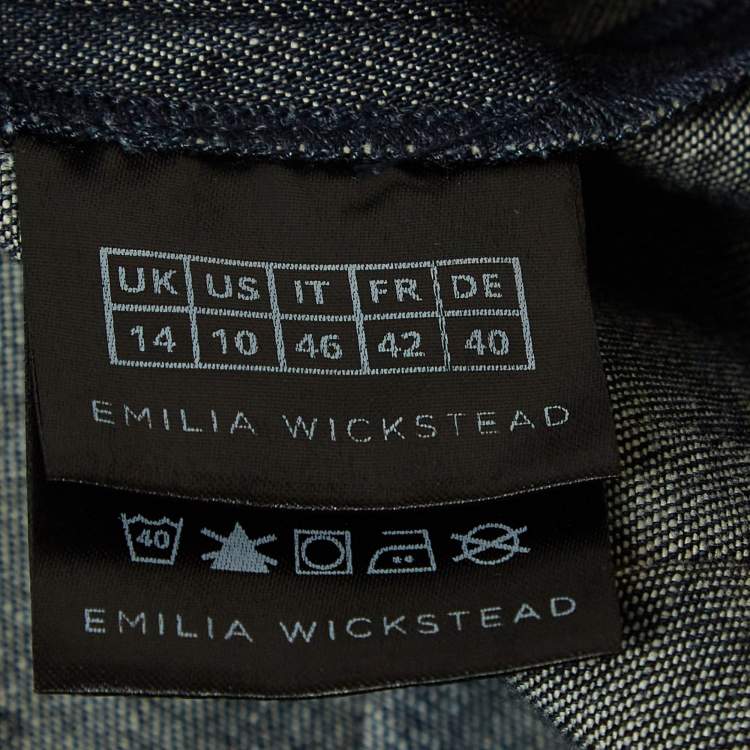 UK US IT FR DE
14 10 46 42 40
EMILIA WICKSTEAD
40
EMILIA WICKSTEAD